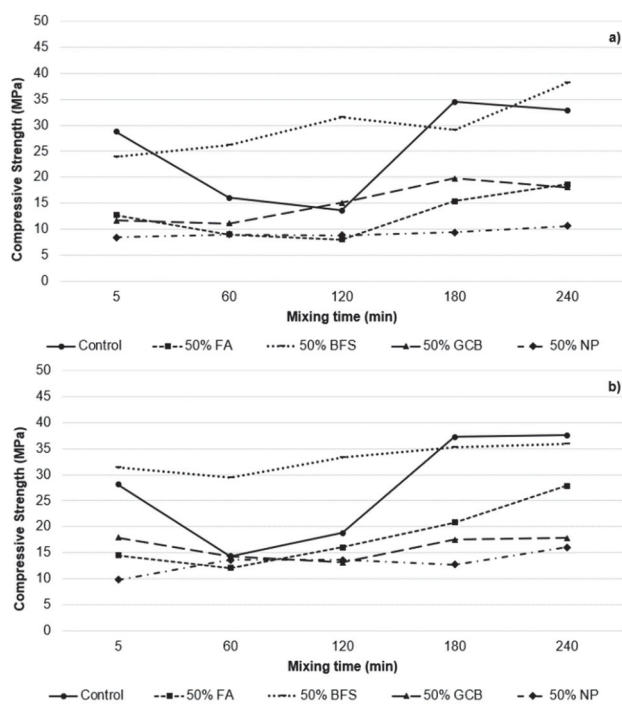 50
a)
45
40
35
30
25
20
15
10
5
0
Compressive Strength (MPa)
5 60 120 180 240
Mixing time (min)
Control 50% FA 50% BFS 50% GCB 50% NP
50
b)
45
40
35
30
25
20
15
10
5
0
Compressive Strength (MPa)
5 60 120 180 240
Mixing time (min)
Control 50% FA 50% BFS 50% GCB 50% NP